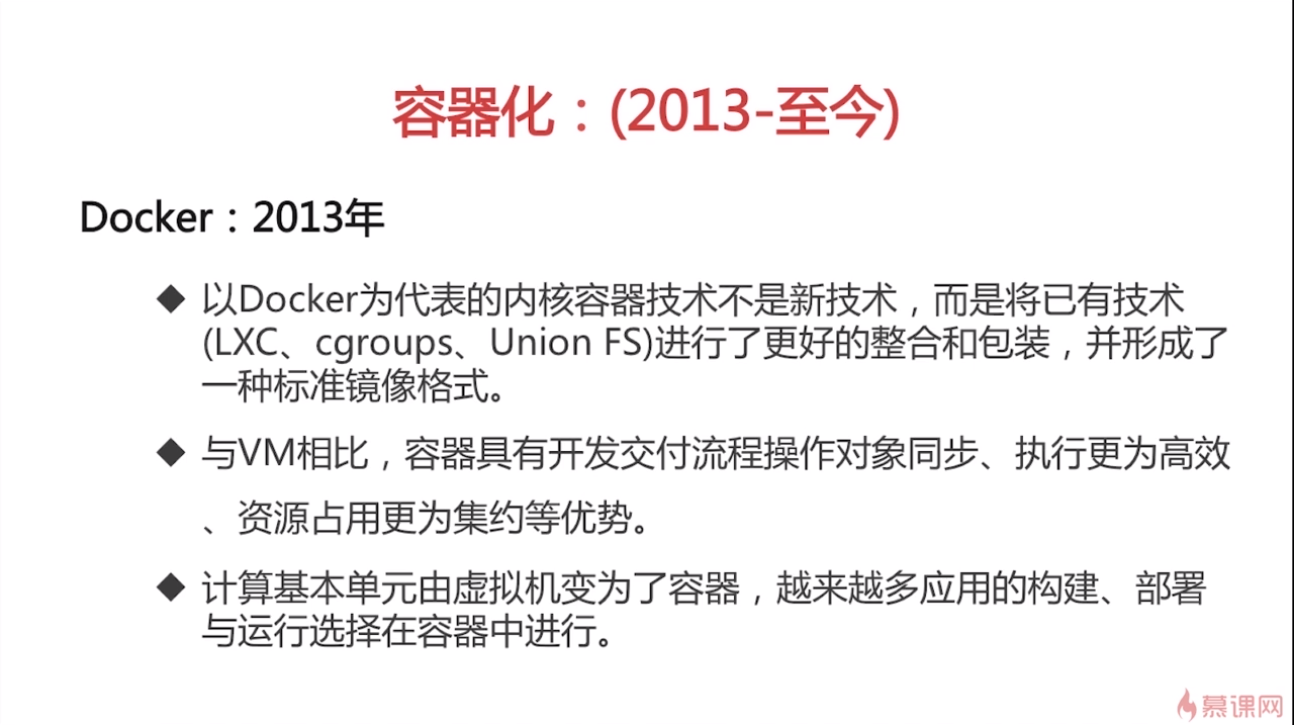 容器化：(2013-至今)
Docker：2013年
◆ 以Docker为代表的内核容器技术不是新技术，而是将已有技术
(LXC、cgroups、Union FS)进行了更好的整合和包装，并形成了
一种标准镜像格式。
◆ 与VM相比，容器具有开发交付流程操作对象同步、执行更为高效
、资源占用更为集约等优势。
◆ 计算基本单元由虚拟机变为了容器，越来越多应用的构建、部署
与运行选择在容器中进行。
慕课网